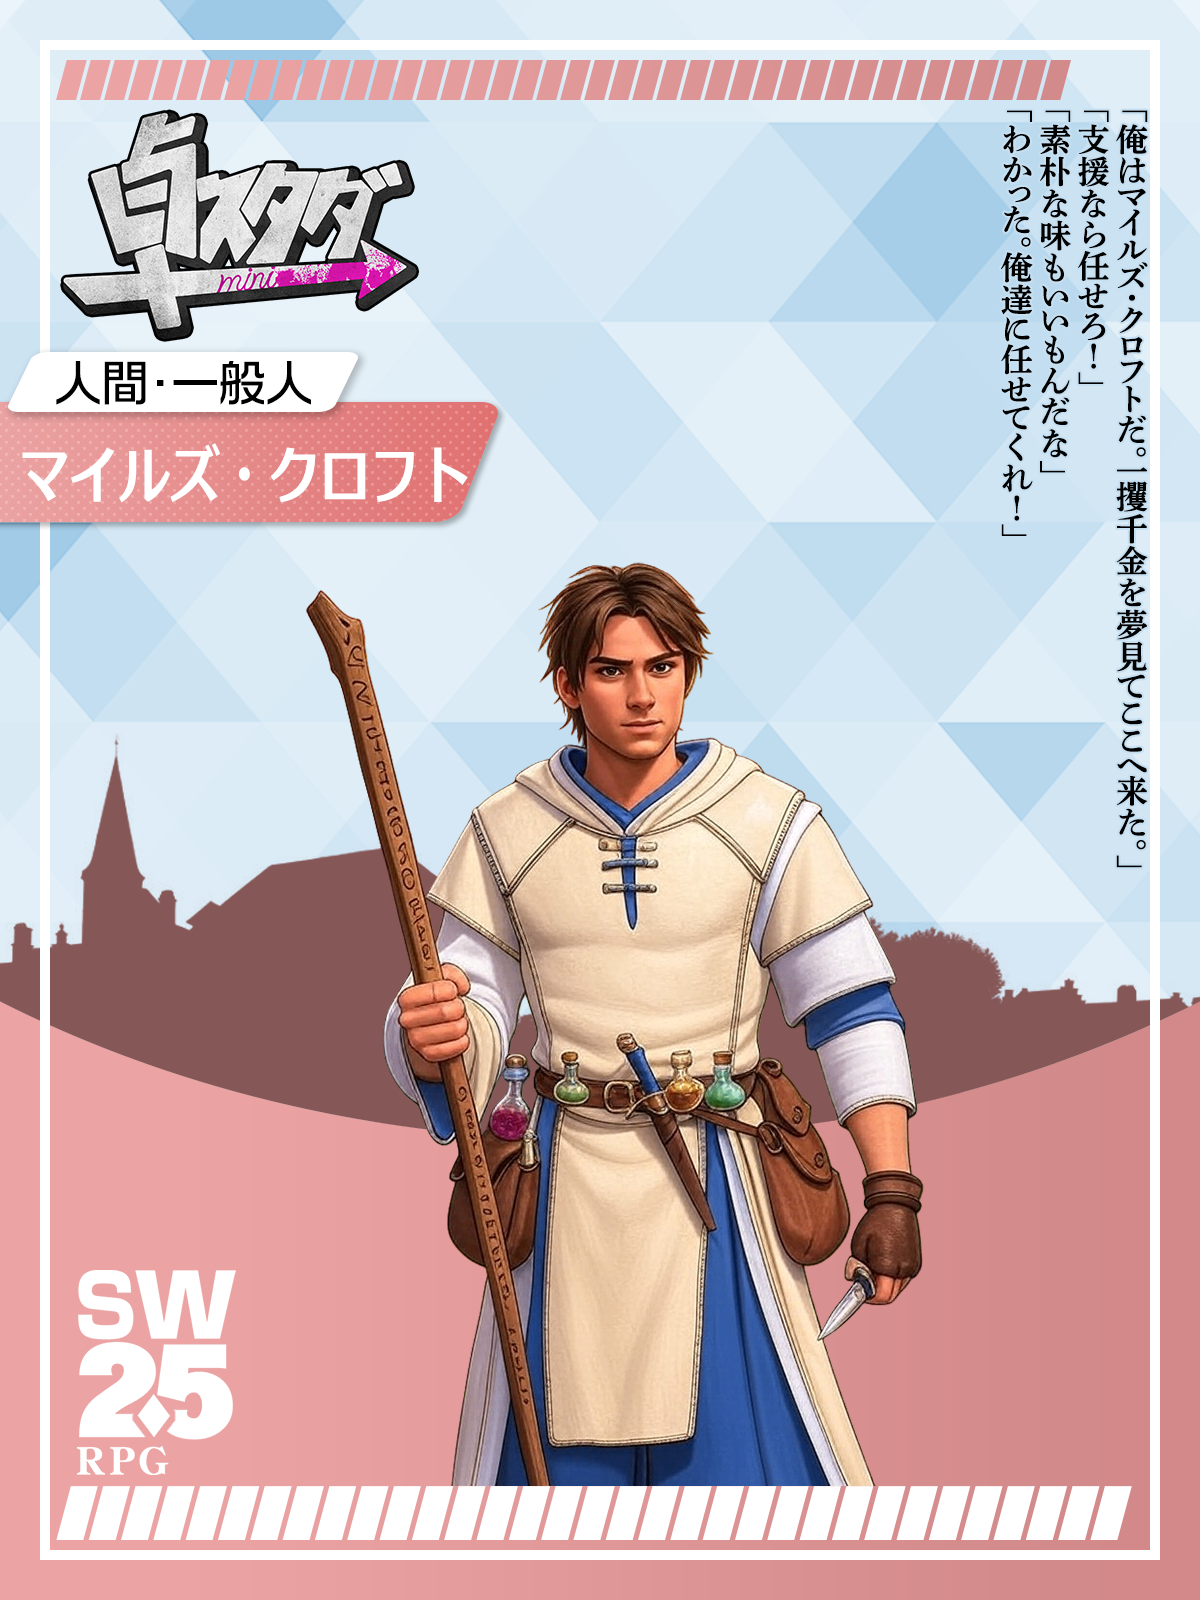 卓スタダ
mini
人間・一般人
マイルズ・クロフト
「俺はマイルズ・クロフトだ。一攫千金を夢見てここへ来た。」
「支援なら任せろ！」
「素朴な味もいいもんだな」
「わかった。俺達に任せてくれ！」
SW
2.5
RPG